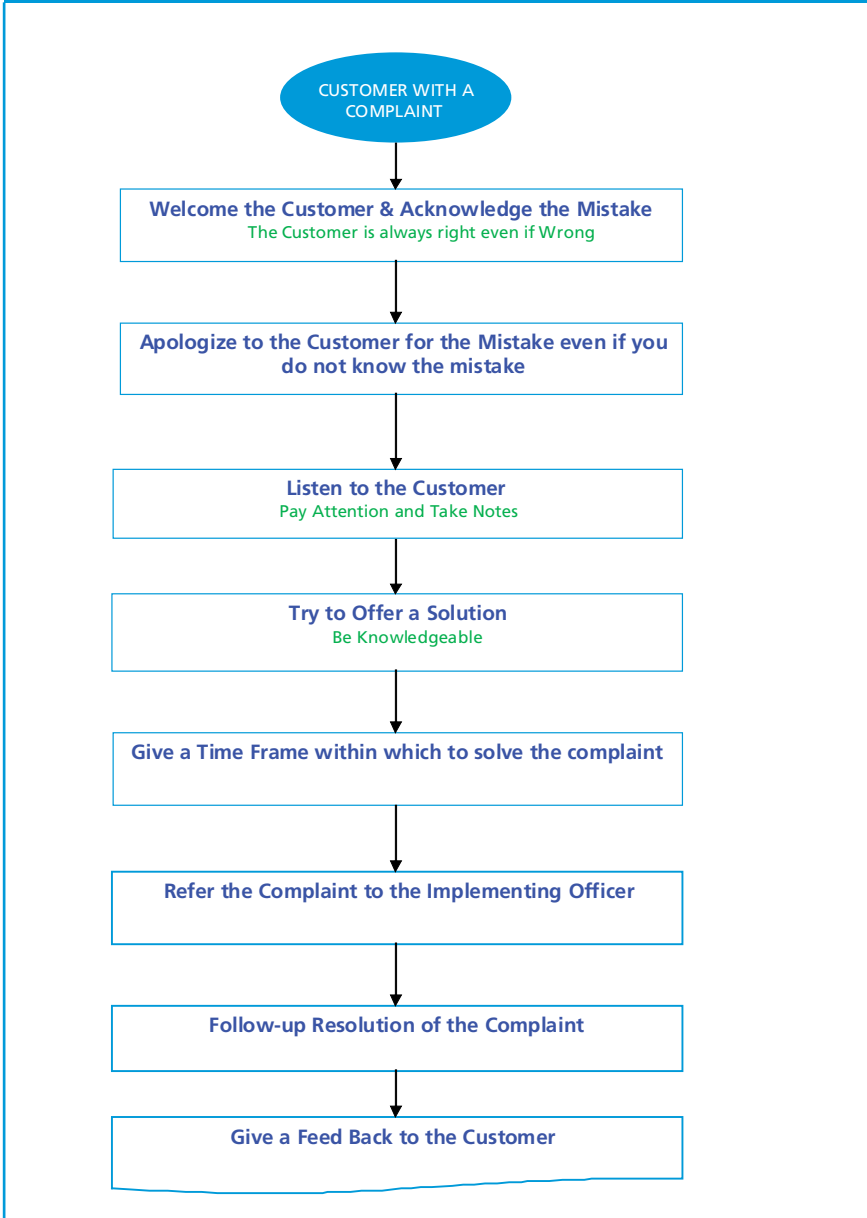 CUSTOMER WITH A
COMPLAINT
Welcome the Customer & Acknowledge the Mistake
The Customer is always right even if Wrong
Apologize to the Customer for the Mistake even if you
do not know the mistake
Listen to the Customer
Pay Attention and Take Notes
Try to Offer a Solution
Be Knowledgeable
Give a Time Frame within which to solve the complaint
Refer the Complaint to the Implementing Officer
Follow-up Resolution of the Complaint
Give a Feed Back to the Customer